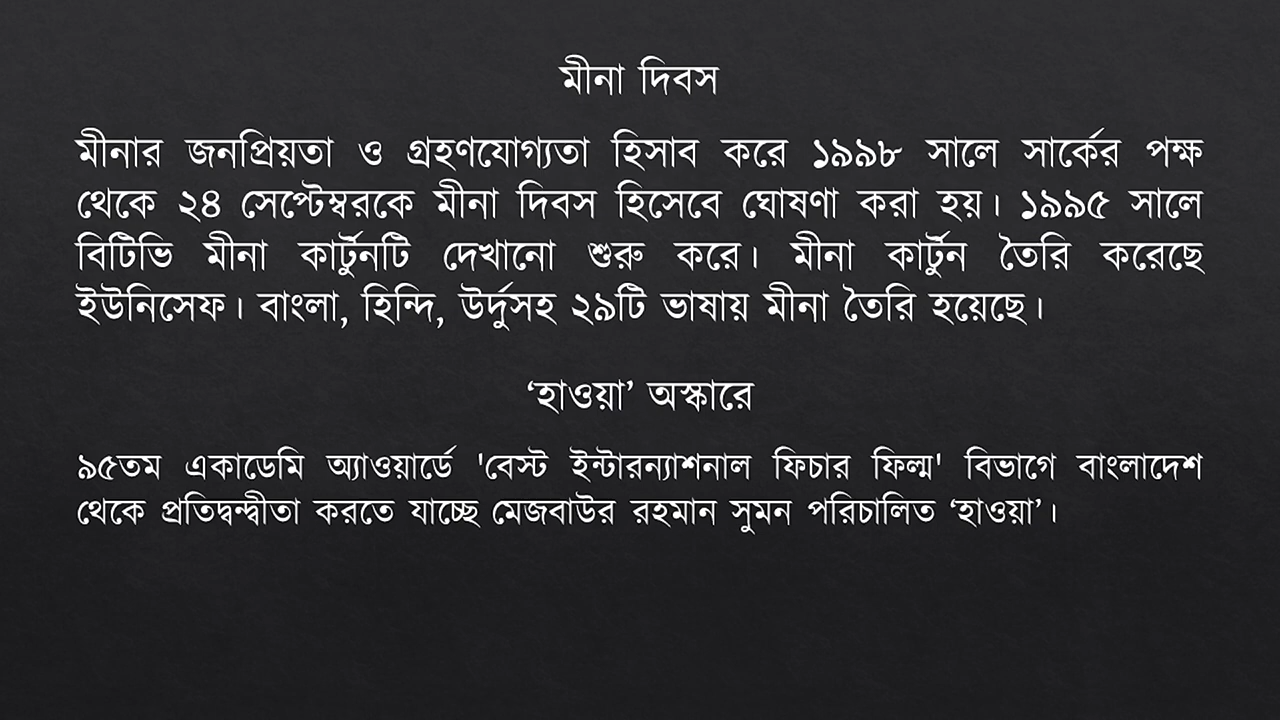 মীনা দিবস
মীনার জনপ্রিয়তা ও গ্রহণযোগ্যতা হিসাব করে ১৯৯৮ সালে সার্কের পক্ষ
থেকে ২৪ সেপ্টেম্বরকে মীনা দিবস হিসেবে ঘোষণা করা হয়। ১৯৯৫ সালে
বিটিভি মীনা কার্টুনটি দেখানো শুরু করে। মীনা কার্টুন তৈরি করেছে
ইউনিসেফ। বাংলা, হিন্দি, উর্দুসহ ২৯টি ভাষায় মীনা তৈরি হয়েছে।
‘হাওয়া’ অস্কারে
৯৫তম একাডেমি অ্যাওয়ার্ডে 'বেস্ট ইন্টারন্যাশনাল ফিচার ফিল্ম' বিভাগে বাংলাদেশ
থেকে প্রতিদ্বন্দ্বীতা করতে যাচ্ছে মেজবাউর রহমান সুমন পরিচালিত ‘হাওয়া’।